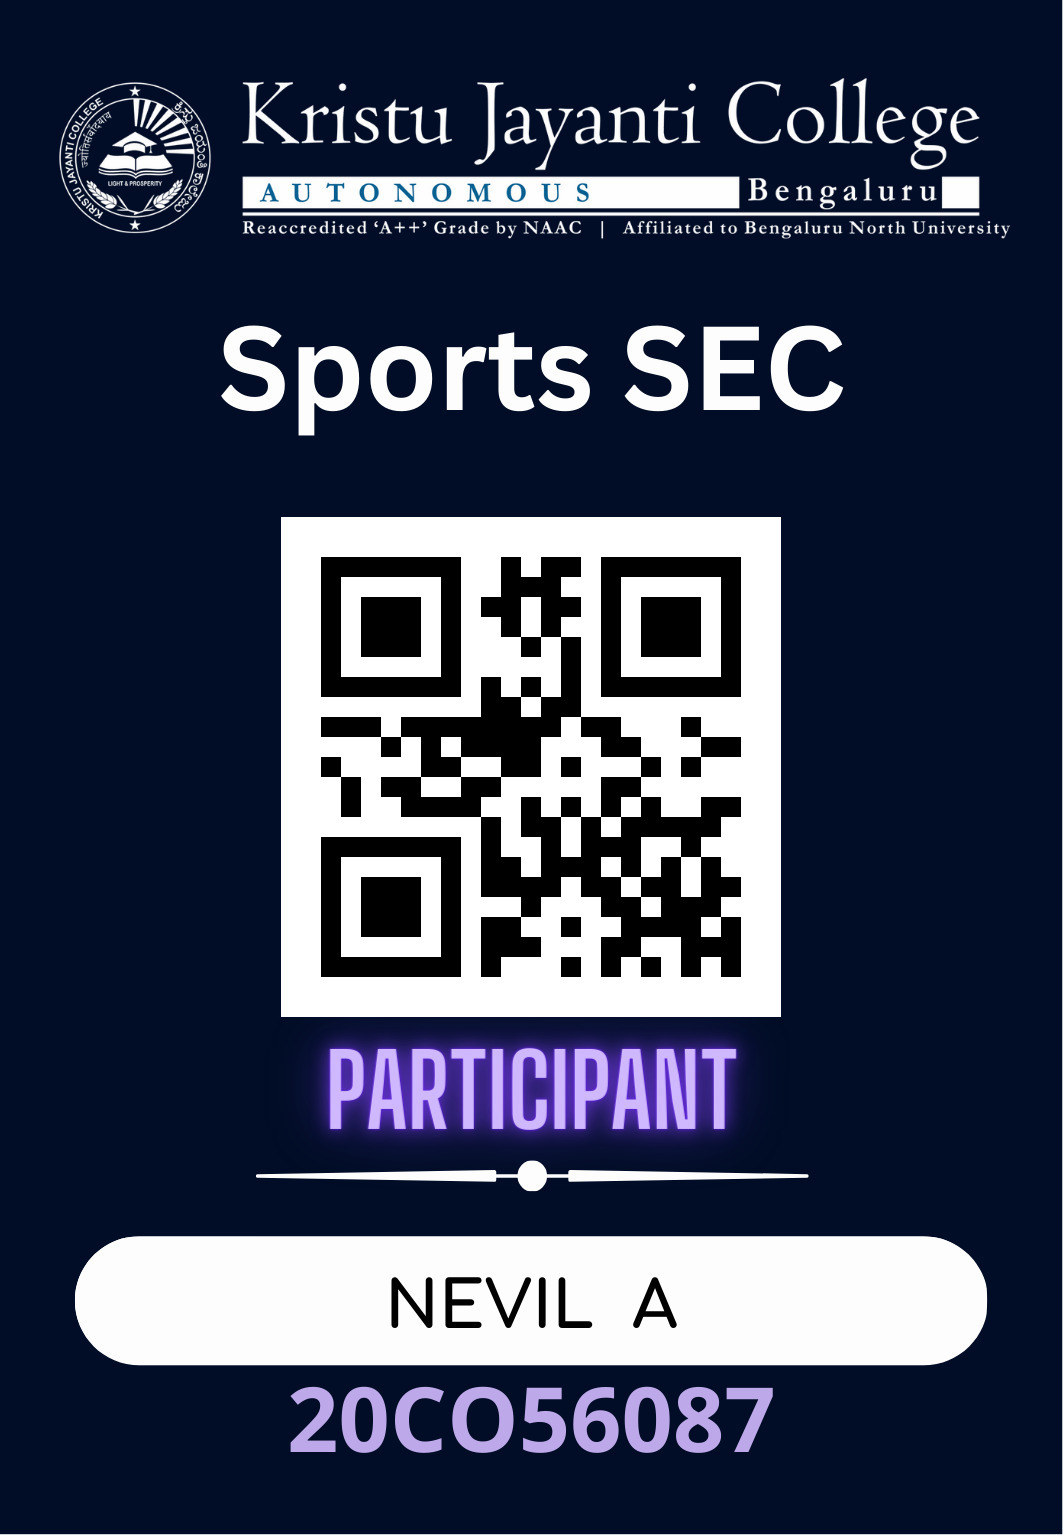 KRISTU JAYANTI COLLEGE
LIGHT & PROSPERITY
Kristu Jayanti College
AUTONOMOUS Bengaluru
Reaccredited ‘A++’ Grade by NAAC | Affiliated to Bengaluru North University
Sports SEC
PARTICIPANT
NEVIL A
20CO56087